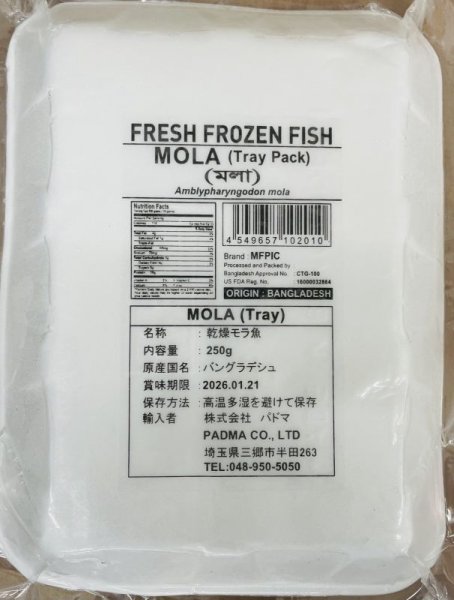 FRESH FROZEN FISH
MOLA (Tray Pack)
(মলা)
Amblypharyngodon mola
Nutrition Facts
4 549657 102010
Brand : MFPIC
Processed and Packed by
Bangladesh Approval No. : CTG-180
US FDA Reg. No. 16000032864
ORIGIN : BANGLADESH
MOLA (Tray)
名称 : 乾燥モラ魚
内容量 : 250g
原産国名 : バングラデシュ
賞味期限 : 2026.01.21
保存方法 : 高温多湿を避けて保存
輸入者 : 株式会社 パドマ
PADMA CO., LTD
埼玉県三郷市半田263
TEL:048-950-5050